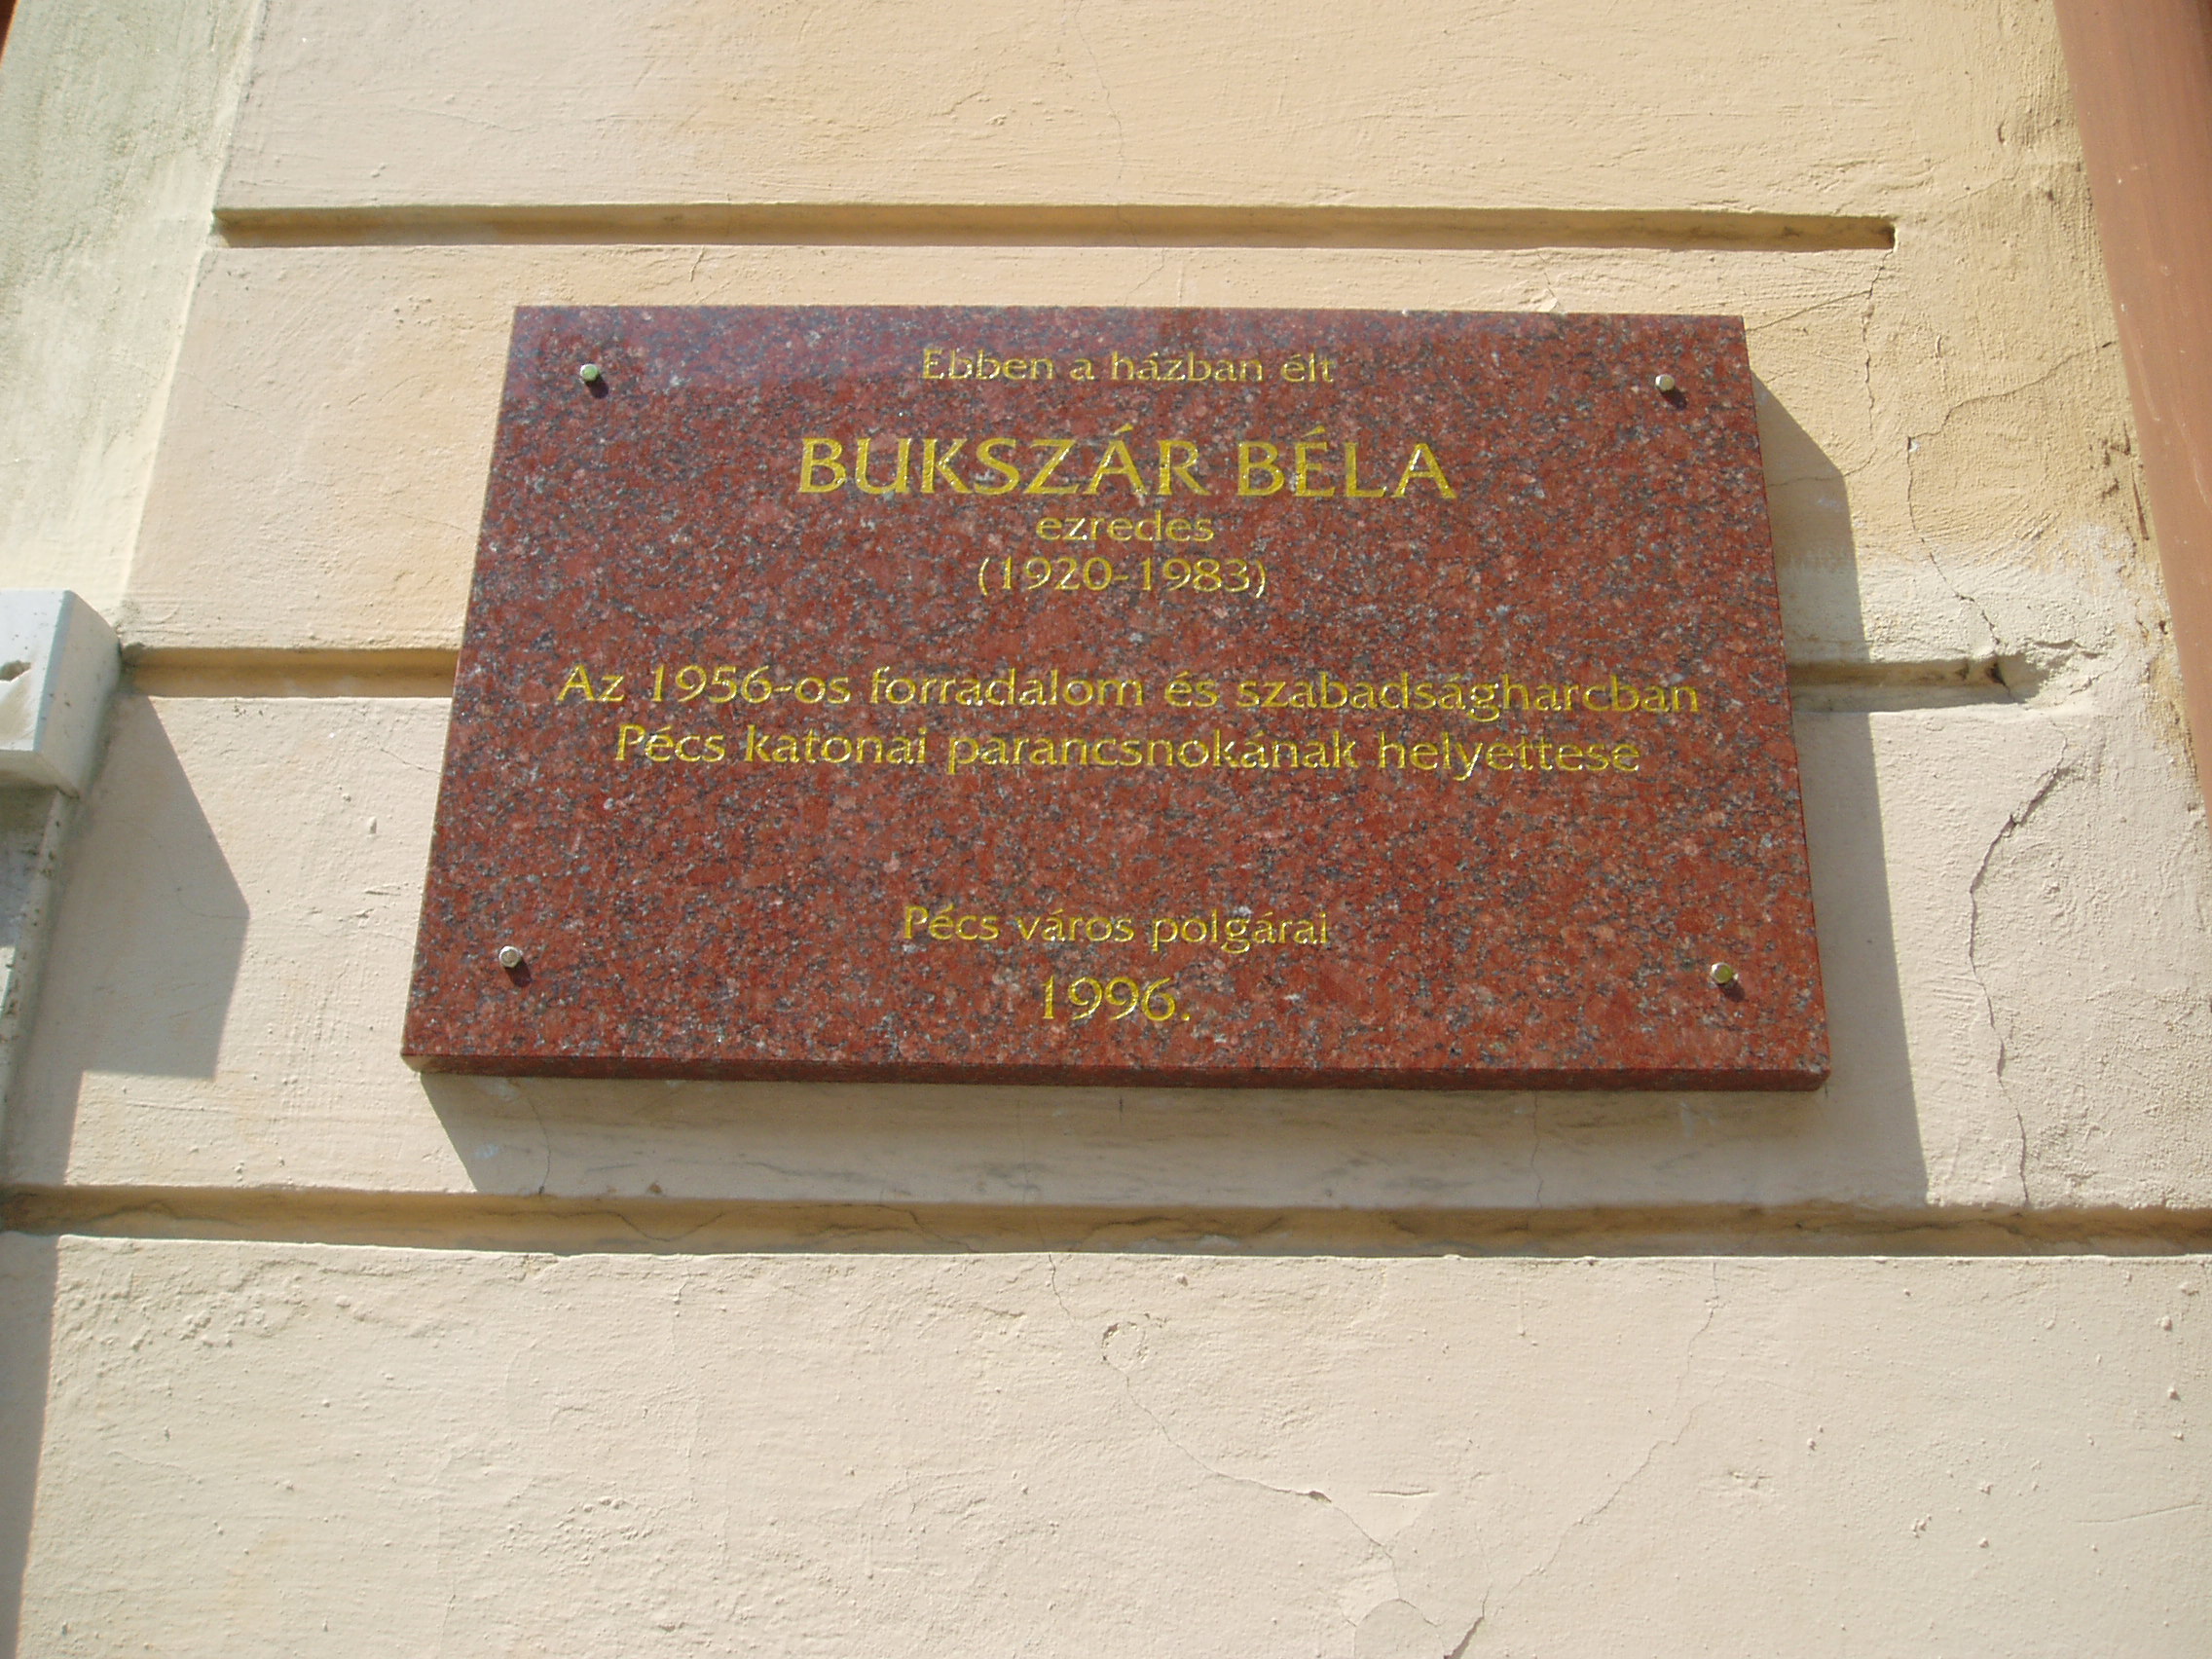 Ebben a házban élt
BUKSZÁR BÉLA
ezredes
(1920-1983)
Az 1956-os forradalom és szabadságharcban
Pécs katonai parancsnokának helyettese
Pécs város polgárai
1996.